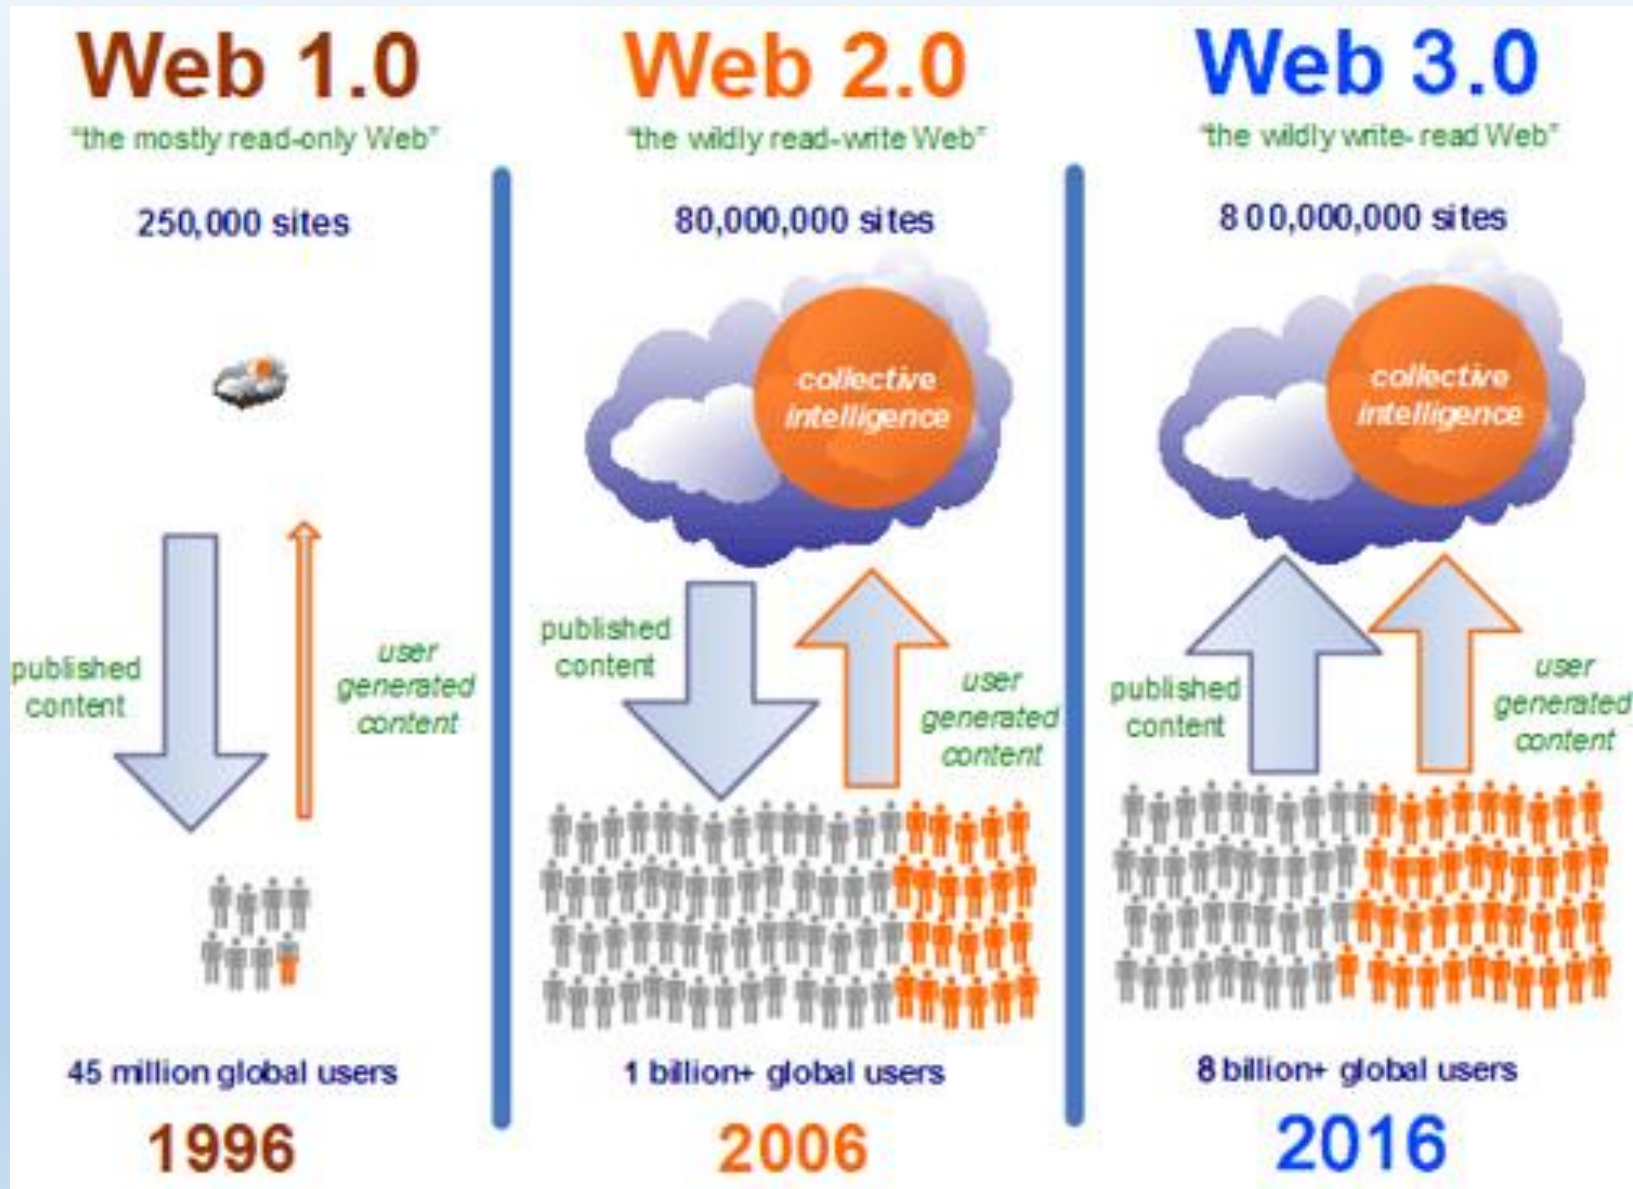 Web 1.0
"the mostly read-only Web"
250,000 sites
published
content
user
generated
content
45 million global users
1996
Web 2.0
"the wildly read-write Web"
80,000,000 sites
collective
intelligence
published
content
user
generated
content
1 billion+ global users
2006
Web 3.0
"the wildly write- read Web"
800,000,000 sites
collective
intelligence
published
content
user
generated
content
8 billion+ global users
2016